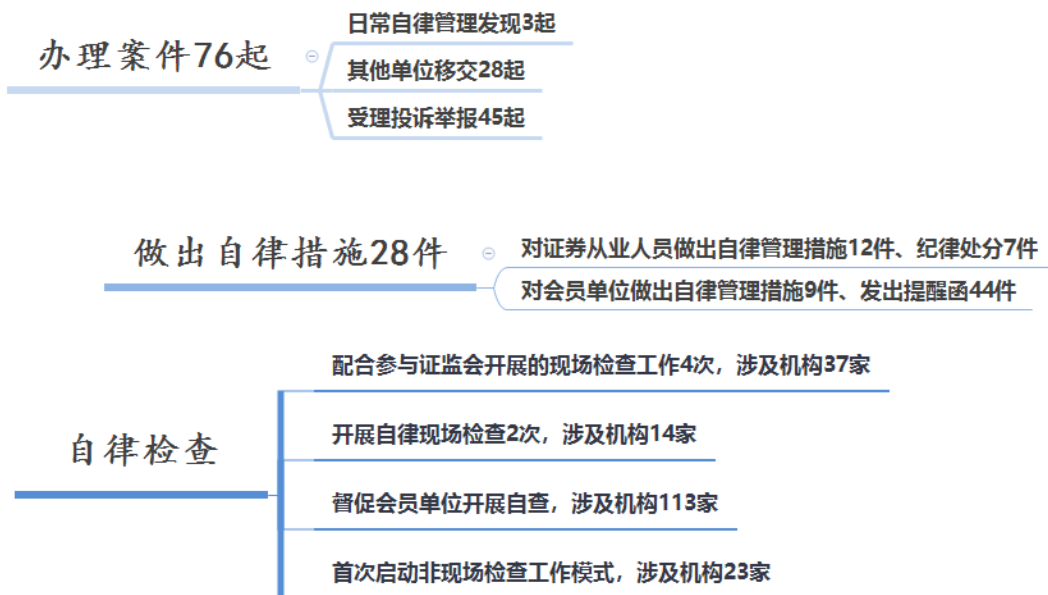 办理案件76起
日常自律管理发现3起
其他单位移交28起
受理投诉举报45起
做出自律措施28件
对证券从业人员做出自律管理措施12件、纪律处分7件
对会员单位做出自律管理措施9件、发出提醒函44件
自律检查
配合参与证监会开展的现场检查工作4次，涉及机构37家
开展自律现场检查2次，涉及机构14家
督促会员单位开展自查，涉及机构113家
首次启动非现场检查工作模式，涉及机构23家